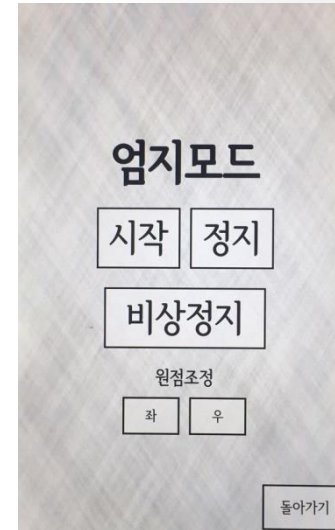 엄지모드
시작 정지
비상정지
원점조정
좌 우
돌아가기